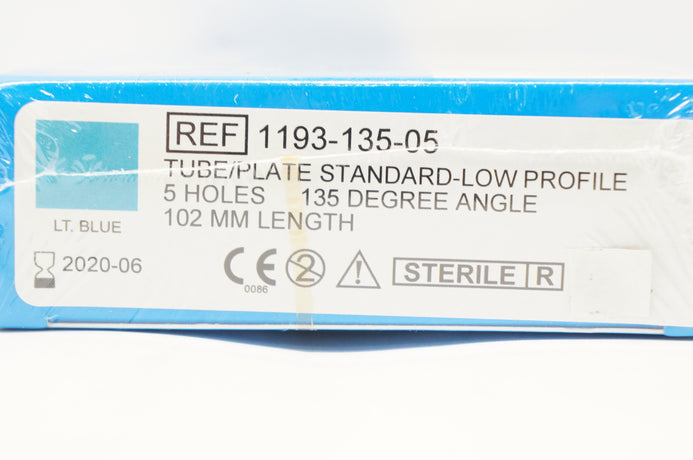 REF 1193-135-05
TUBE/PLATE STANDARD-LOW PROFILE
5 HOLES 135 DEGREE ANGLE
102 MM LENGTH
LT. BLUE
2020-06
CE 0086 2 STERILE R